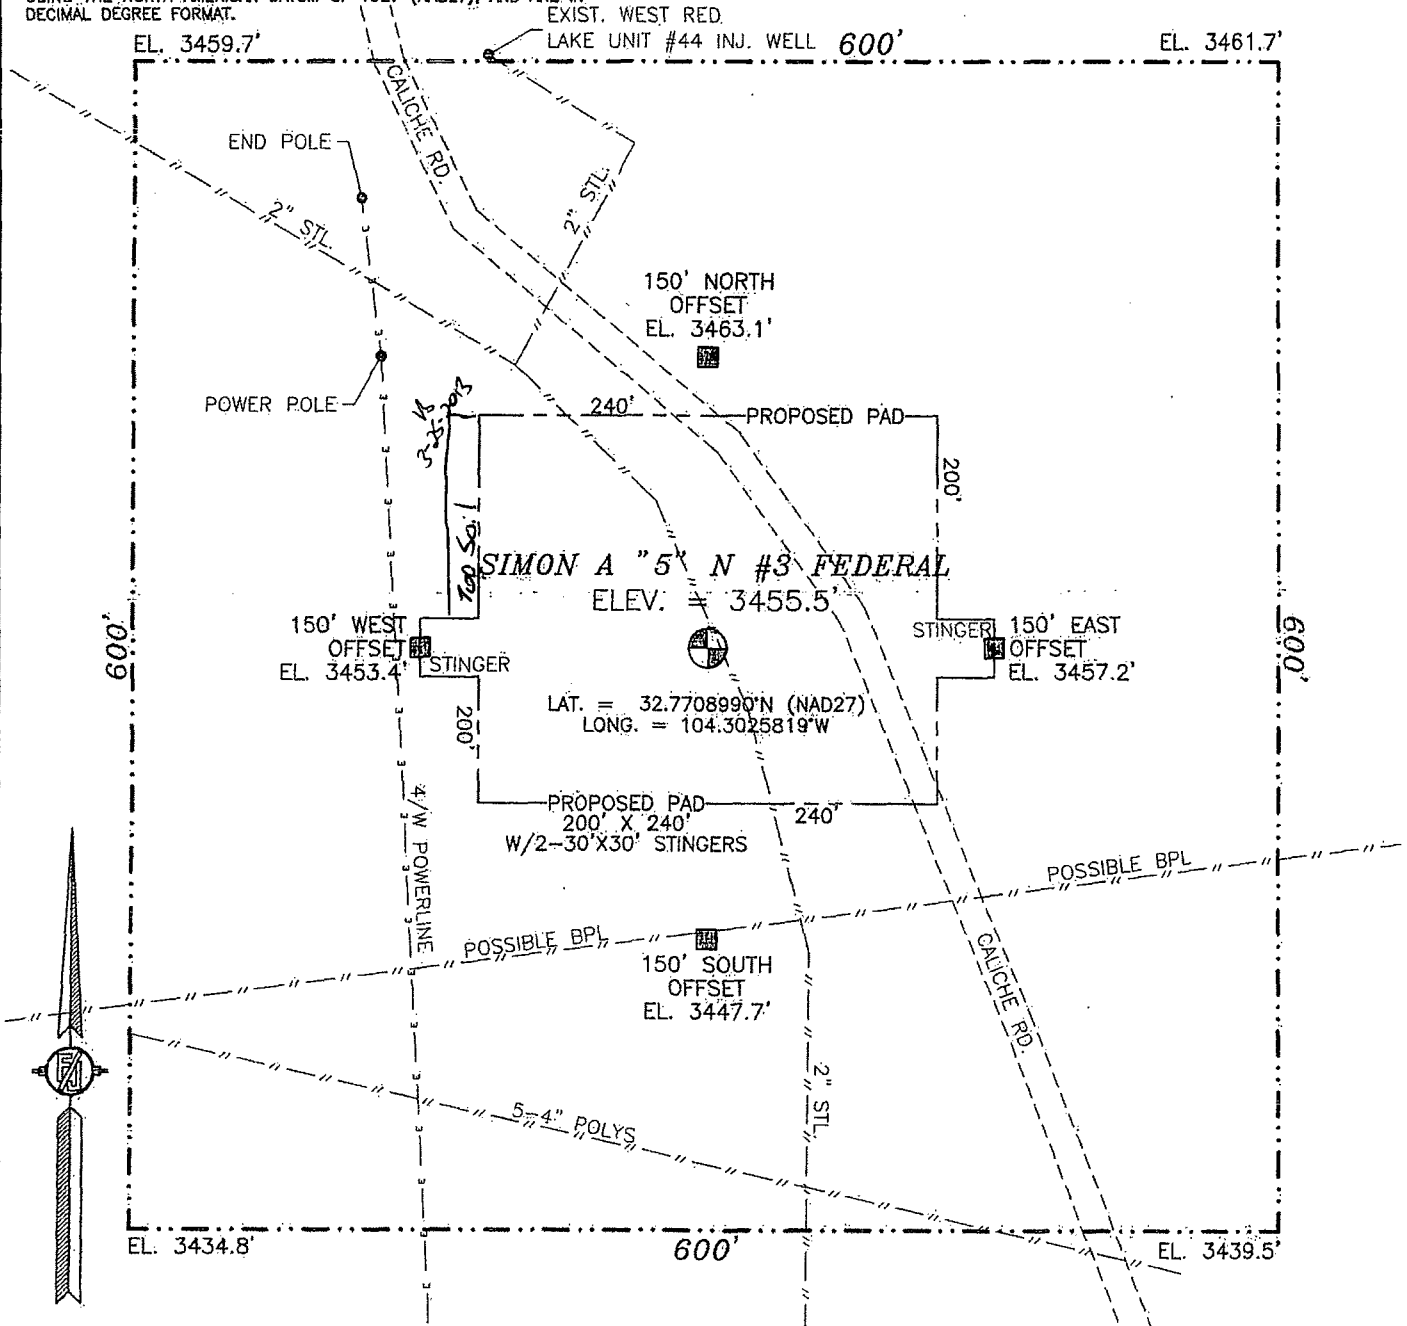 DECIMAL DEGREE FORMAT.
EXIST. WEST RED
LAKE UNIT #44 INJ. WELL
600'
EL. 3459.7'
EL. 3461.7'
CALICHE RD.
END POLE
2" STL.
2" STL.
150' NORTH
OFFSET
EL. 3463.1'
POWER POLE
240'
PROPOSED PAD
200'
Top Soil
SIMON A "5" N #3 FEDERAL
ELEV. = 3455.5'
600'
150' WEST
OFFSET
EL. 3453.4'
STINGER
STINGER
150' EAST
OFFSET
EL. 3457.2'
600'
LAT. = 32.7708990°N (NAD27)
LONG. = 104.3025819°W
200'
PROPOSED PAD
240'
200' X 240'
W/2-30'X30' STINGERS
4/W POWERLINE
POSSIBLE BPL
POSSIBLE BPL
150' SOUTH
OFFSET
EL. 3447.7'
CALICHE RD.
2" STL.
5-4" POLYS
EL. 3434.8'
600'
EL. 3439.5'